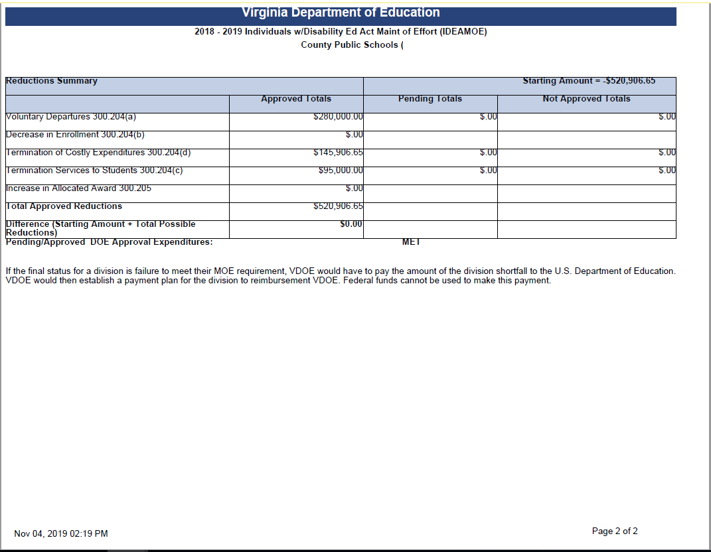 Virginia Department of Education
2018 - 2019 Individuals w/Disability Ed Act Maint of Effort (IDEAMOE)
County Public Schools (
Reductions Summary Starting Amount = -$520,906.65
Approved Totals Pending Totals Not Approved Totals
Voluntary Departures 300.204(a) $280,000.00 $.00 $.00
Decrease in Enrollment 300.204(b) $.00
Termination of Costly Expenditures 300.204(d) $145,906.65 $.00 $.00
Termination Services to Students 300.204(c) $95,000.00 $.00 $.00
Increase in Allocated Award 300.205 $.00
Total Approved Reductions $520,906.65
Difference (Starting Amount + Total Possible
Reductions) $0.00
Pending/Approved DOE Approval Expenditures: MET
If the final status for a division is failure to meet their MOE requirement, VDOE would have to pay the amount of the division shortfall to the U.S. Department of Education.
VDOE would then establish a payment plan for the division to reimbursement VDOE. Federal funds cannot be used to make this payment.
Nov 04, 2019 02:19 PM Page 2 of 2